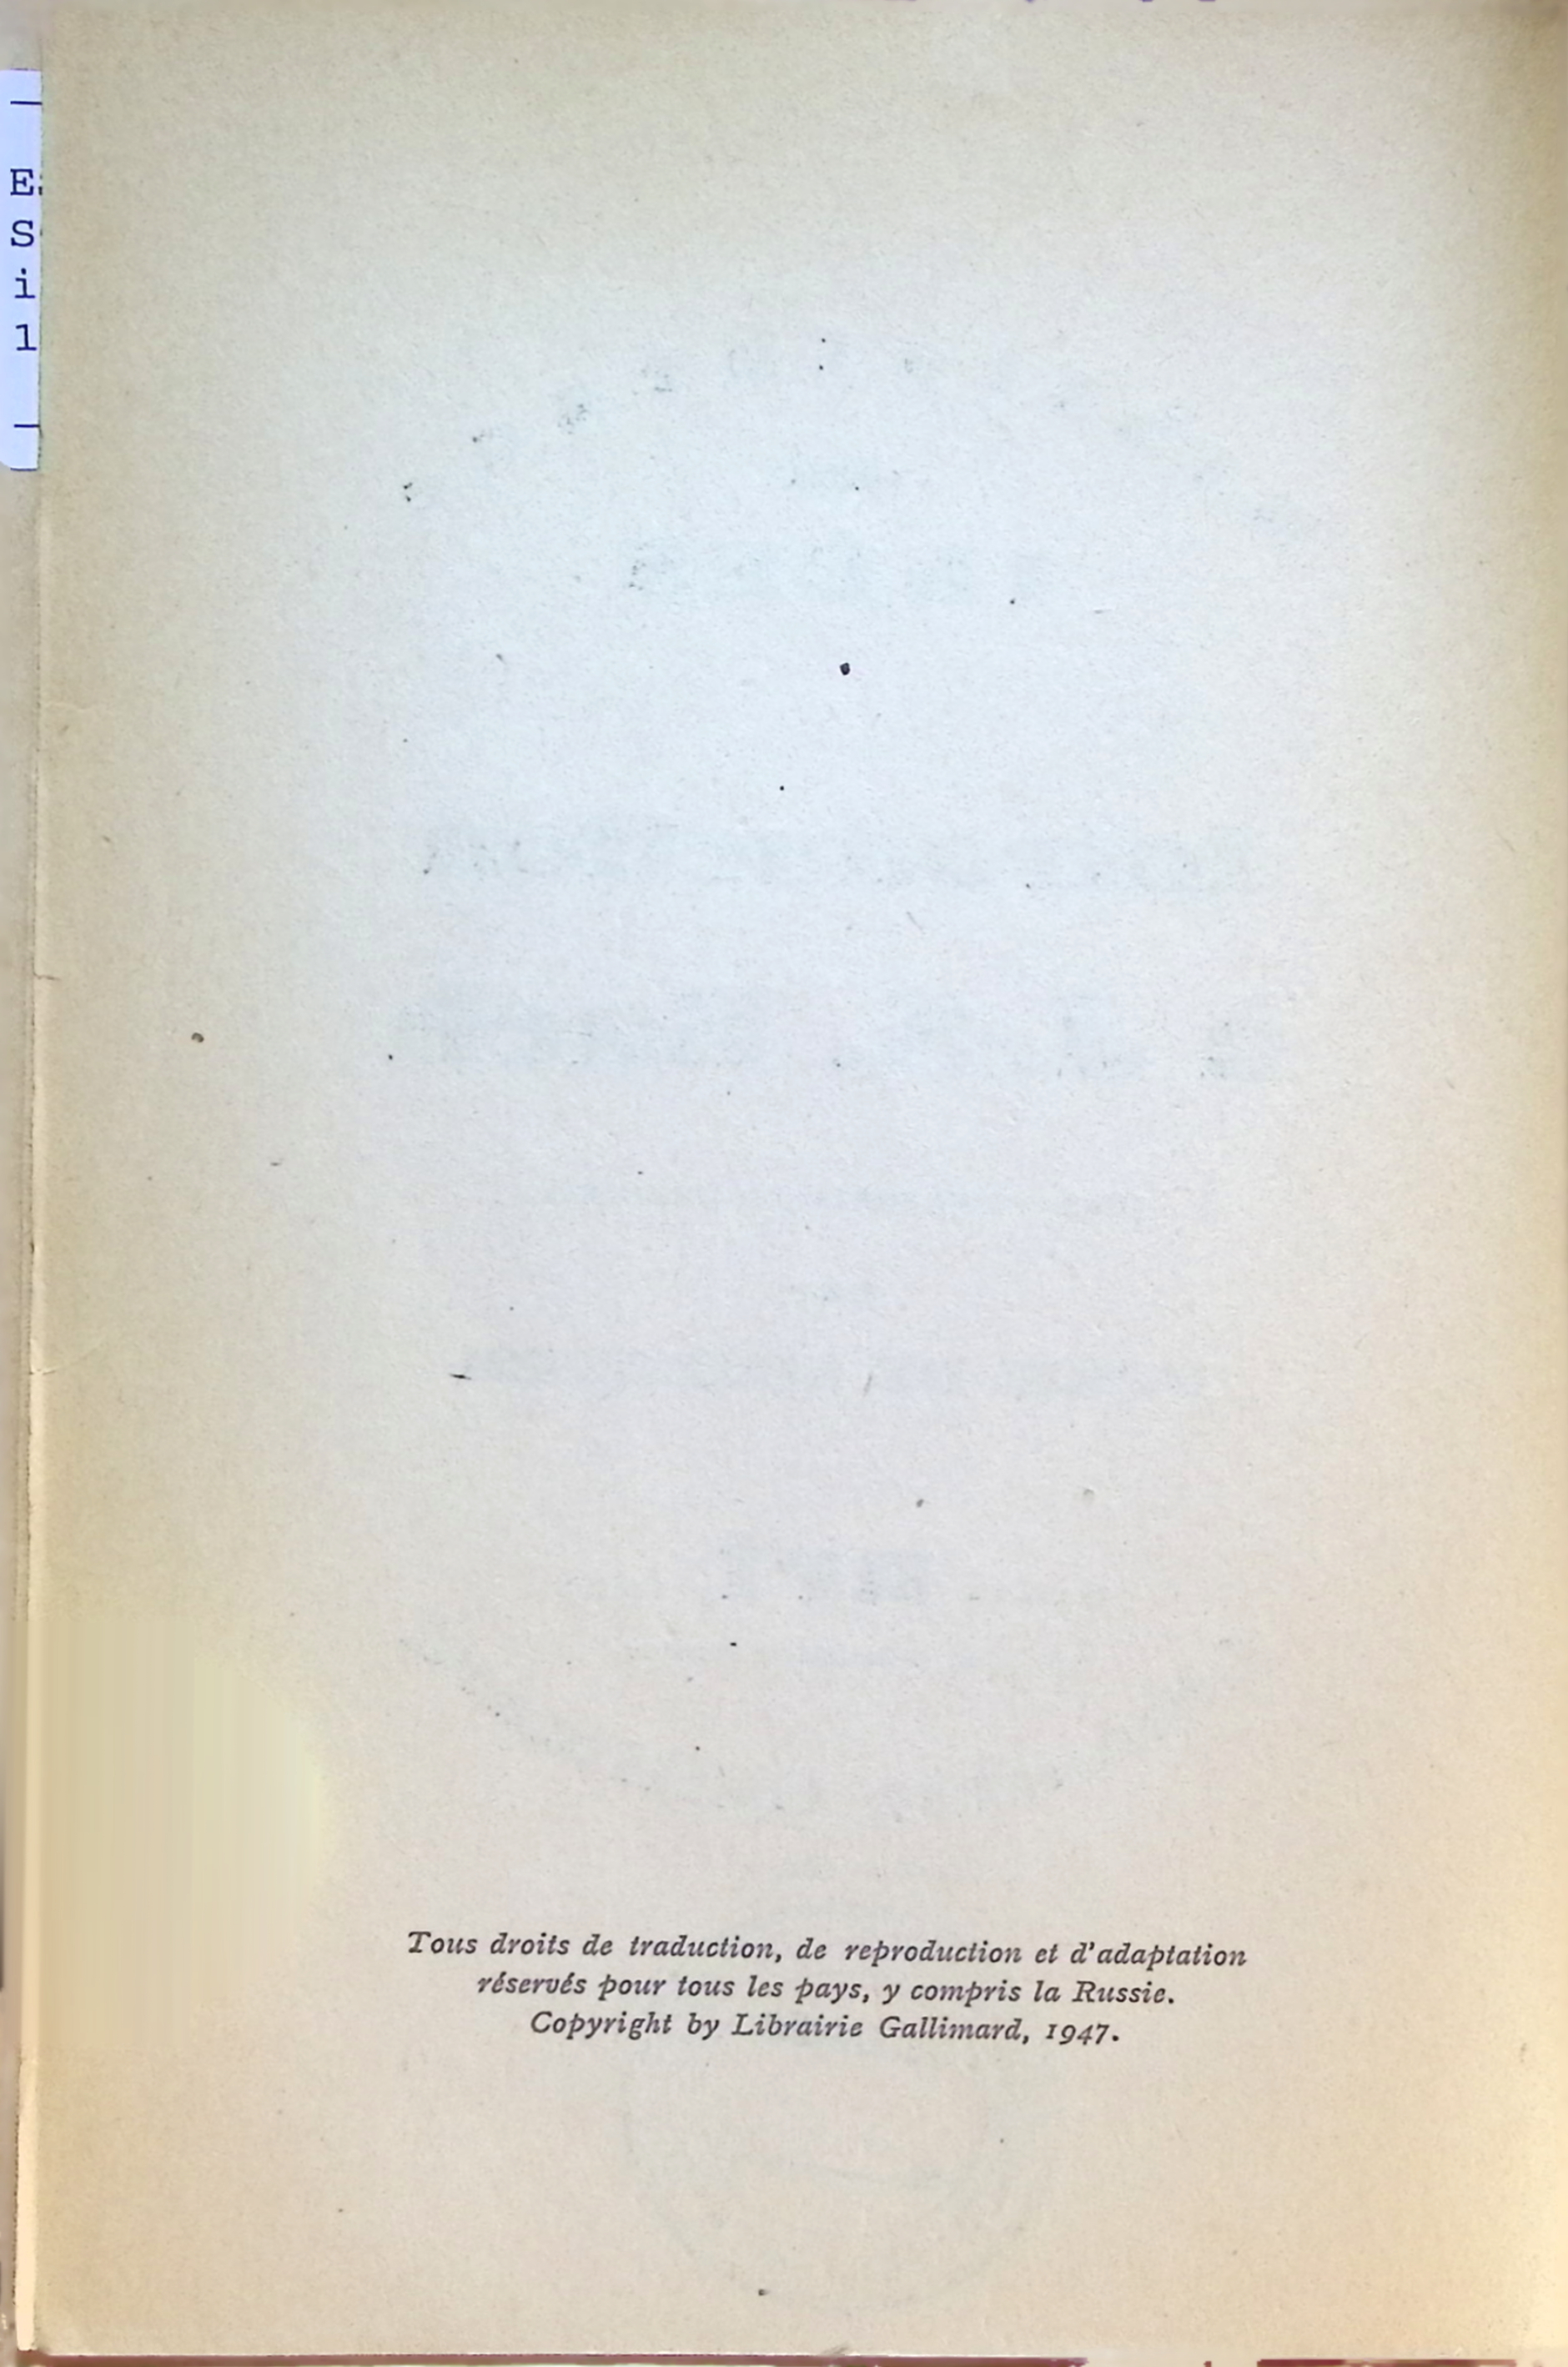 E
S
i
l
Tous droits de traduction, de reproduction et d'adaptation
réservés pour tous les pays, y compris la Russie.
Copyright by Librairie Gallimard, 1947.